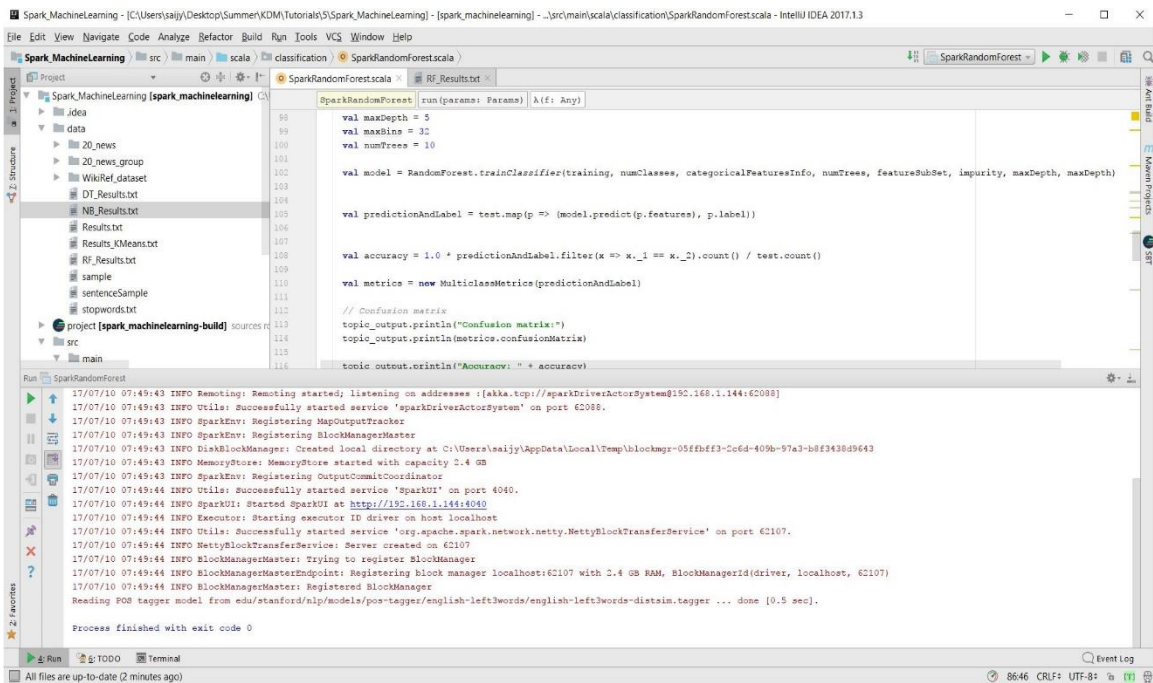 Spark_MachineLearning - [C:\Users\saijy\Desktop\Summer\KDM\Tutorials\5\Spark_MachineLearning] - [spark_machinelearning] - ...\src\main\scala\classification\SparkRandomForest.scala - IntelliJ IDEA 2017.1.3
File Edit View Navigate Code Analyze Refactor Build Run Tools VCS Window Help
Spark_MachineLearning src main scala classification SparkRandomForest.scala
SparkRandomForest
Project
SparkRandomForest.scala × RF_Results.txt ×
1: Project
Z: Structure
2: Favorites
Ant Build
Maven Projects
SBT
Spark_MachineLearning [spark_machinelearning] C:\
.idea
data
20_news
20_news_group
WikiRef_dataset
DT_Results.txt
NB_Results.txt
Results.txt
Results_KMeans.txt
RF_Results.txt
sample
sentenceSample
stopwords.txt
project [spark_machinelearning-build] sources ro
src
main
SparkRandomForest run(params: Params) λ(f: Any)
98 val maxDepth = 5
99 val maxBins = 32
100 val numTrees = 10
101
102 val model = RandomForest.trainClassifier(training, numClasses, categoricalFeaturesInfo, numTrees, featureSubSet, impurity, maxDepth, maxDepth)
103
104
105 val predictionAndLabel = test.map(p => (model.predict(p.features), p.label))
106
107
108 val accuracy = 1.0 * predictionAndLabel.filter(x => x._1 == x._2).count() / test.count()
109
110 val metrics = new MulticlassMetrics(predictionAndLabel)
111
112 // Confusion matrix
113 topic_output.println("Confusion matrix:")
114 topic_output.println(metrics.confusionMatrix)
115
116 topic_output.println("Accuracy: " + accuracy)
Run SparkRandomForest
17/07/10 07:49:43 INFO Remoting: Remoting started; listening on addresses :[akka.tcp://sparkDriverActorSystem@192.168.1.144:62088]
17/07/10 07:49:43 INFO Utils: Successfully started service 'sparkDriverActorSystem' on port 62088.
17/07/10 07:49:43 INFO SparkEnv: Registering MapOutputTracker
17/07/10 07:49:43 INFO SparkEnv: Registering BlockManagerMaster
17/07/10 07:49:43 INFO DiskBlockManager: Created local directory at C:\Users\saijy\AppData\Local\Temp\blockmgr-05ffbff3-2c6d-409b-97a3-b8f3438d9643
17/07/10 07:49:43 INFO MemoryStore: MemoryStore started with capacity 2.4 GB
17/07/10 07:49:43 INFO SparkEnv: Registering OutputCommitCoordinator
17/07/10 07:49:44 INFO Utils: Successfully started service 'SparkUI' on port 4040.
17/07/10 07:49:44 INFO SparkUI: Started SparkUI at http://192.168.1.144:4040
17/07/10 07:49:44 INFO Executor: Starting executor ID driver on host localhost
17/07/10 07:49:44 INFO Utils: Successfully started service 'org.apache.spark.network.netty.NettyBlockTransferService' on port 62107.
17/07/10 07:49:44 INFO NettyBlockTransferService: Server created on 62107
17/07/10 07:49:44 INFO BlockManagerMaster: Trying to register BlockManager
17/07/10 07:49:44 INFO BlockManagerMasterEndpoint: Registering block manager localhost:62107 with 2.4 GB RAM, BlockManagerId(driver, localhost, 62107)
17/07/10 07:49:44 INFO BlockManagerMaster: Registered BlockManager
Reading POS tagger model from edu/stanford/nlp/models/pos-tagger/english-left3words/english-left3words-distsim.tagger ... done [0.5 sec].
Process finished with exit code 0
4: Run 6: TODO Terminal
Event Log
All files are up-to-date (2 minutes ago)
86:46 CRLF÷ UTF-8÷ [T]